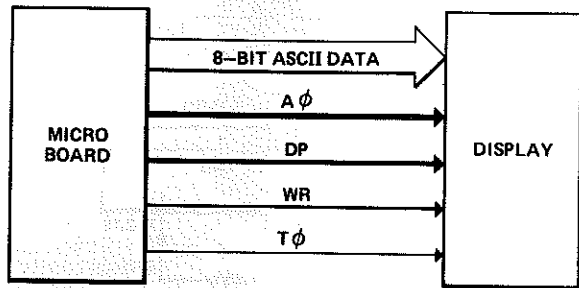 8-BIT ASCII DATA
Aϕ
MICRO
BOARD
DP
DISPLAY
WR
Tϕ